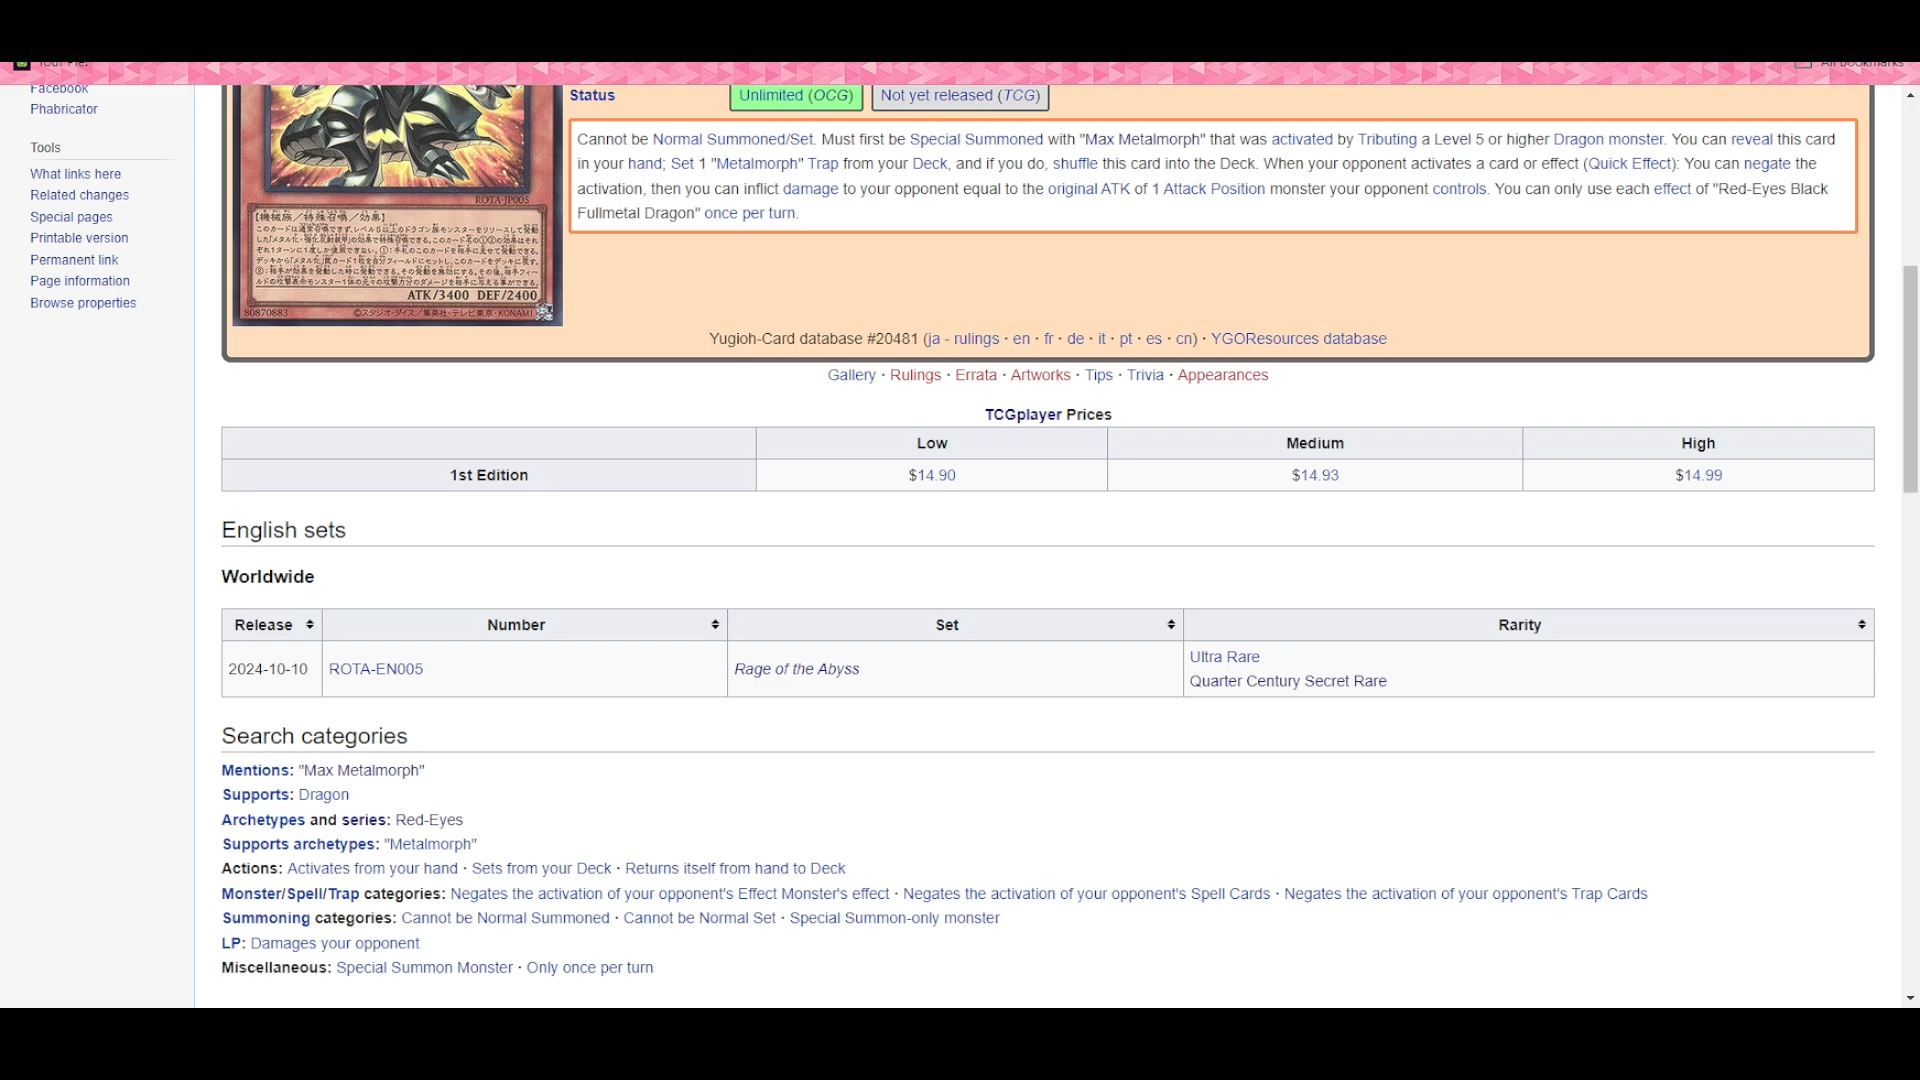 Your Pie!
All Bookmarks
Facebook
Phabricator
Tools
What links here
Related changes
Special pages
Printable version
Permanent link
Page information
Browse properties
ROTA-JP005
ATK/3400 DEF/2400
80870883
Status Unlimited (OCG) Not yet released (TCG)
Cannot be Normal Summoned/Set. Must first be Special Summoned with "Max Metalmorph" that was activated by Tributing a Level 5 or higher Dragon monster. You can reveal this card
in your hand; Set 1 "Metalmorph" Trap from your Deck, and if you do, shuffle this card into the Deck. When your opponent activates a card or effect (Quick Effect): You can negate the
activation, then you can inflict damage to your opponent equal to the original ATK of 1 Attack Position monster your opponent controls. You can only use each effect of "Red-Eyes Black
Fullmetal Dragon" once per turn.
Yugioh-Card database #20481 (ja - rulings · en · fr · de · it · pt · es · cn) · YGOResources database
Gallery · Rulings · Errata · Artworks · Tips · Trivia · Appearances
TCGplayer Prices
Low Medium High
1st Edition $14.90 $14.93 $14.99
English sets
Worldwide
Release Number Set Rarity
2024-10-10 ROTA-EN005 Rage of the Abyss Ultra Rare
Quarter Century Secret Rare
Search categories
Mentions: "Max Metalmorph"
Supports: Dragon
Archetypes and series: Red-Eyes
Supports archetypes: "Metalmorph"
Actions: Activates from your hand · Sets from your Deck · Returns itself from hand to Deck
Monster/Spell/Trap categories: Negates the activation of your opponent's Effect Monster's effect · Negates the activation of your opponent's Spell Cards · Negates the activation of your opponent's Trap Cards
Summoning categories: Cannot be Normal Summoned · Cannot be Normal Set · Special Summon-only monster
LP: Damages your opponent
Miscellaneous: Special Summon Monster · Only once per turn